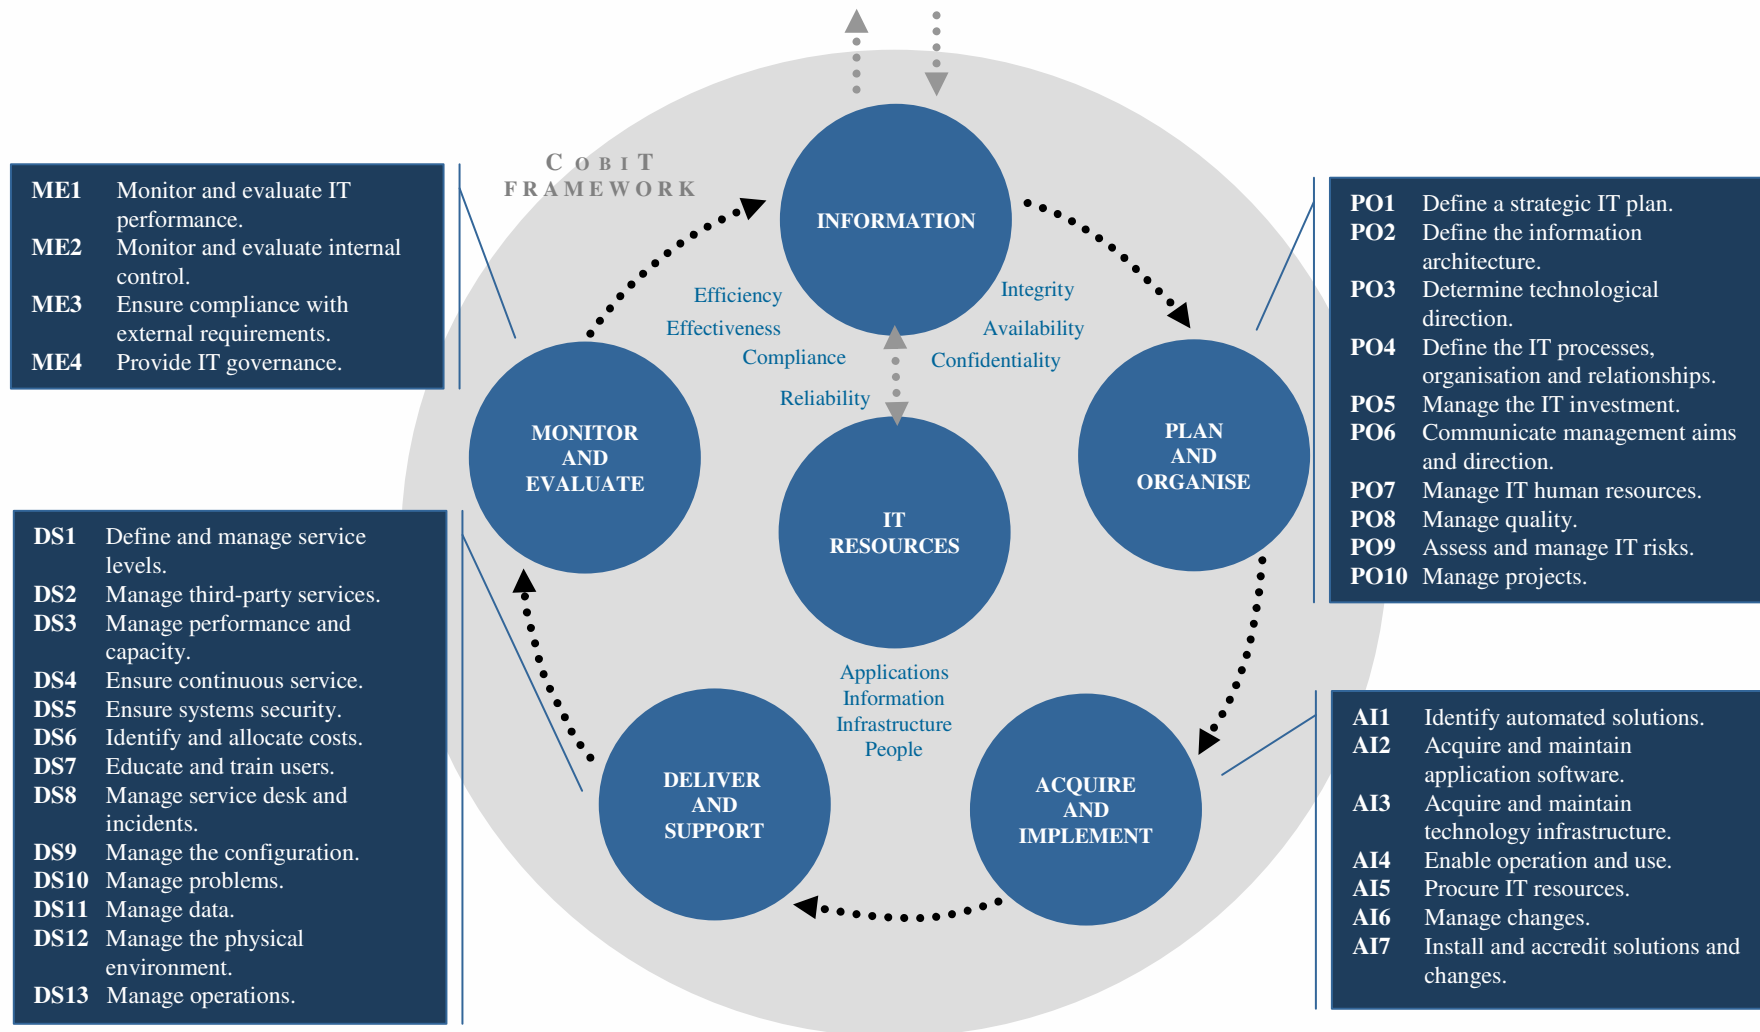 C O B I T
FRAMEWORK
INFORMATION
Efficiency
Effectiveness
Compliance
Reliability
Integrity
Availability
Confidentiality
MONITOR
AND
EVALUATE
PLAN
AND
ORGANISE
IT
RESOURCES
Applications
Information
Infrastructure
People
DELIVER
AND
SUPPORT
ACQUIRE
AND
IMPLEMENT
ME1 Monitor and evaluate IT
performance.
ME2 Monitor and evaluate internal
control.
ME3 Ensure compliance with
external requirements.
ME4 Provide IT governance.
DS1 Define and manage service
levels.
DS2 Manage third-party services.
DS3 Manage performance and
capacity.
DS4 Ensure continuous service.
DS5 Ensure systems security.
DS6 Identify and allocate costs.
DS7 Educate and train users.
DS8 Manage service desk and
incidents.
DS9 Manage the configuration.
DS10 Manage problems.
DS11 Manage data.
DS12 Manage the physical
environment.
DS13 Manage operations.
PO1 Define a strategic IT plan.
PO2 Define the information
architecture.
PO3 Determine technological
direction.
PO4 Define the IT processes,
organisation and relationships.
PO5 Manage the IT investment.
PO6 Communicate management aims
and direction.
PO7 Manage IT human resources.
PO8 Manage quality.
PO9 Assess and manage IT risks.
PO10 Manage projects.
AI1 Identify automated solutions.
AI2 Acquire and maintain
application software.
AI3 Acquire and maintain
technology infrastructure.
AI4 Enable operation and use.
AI5 Procure IT resources.
AI6 Manage changes.
AI7 Install and accredit solutions and
changes.